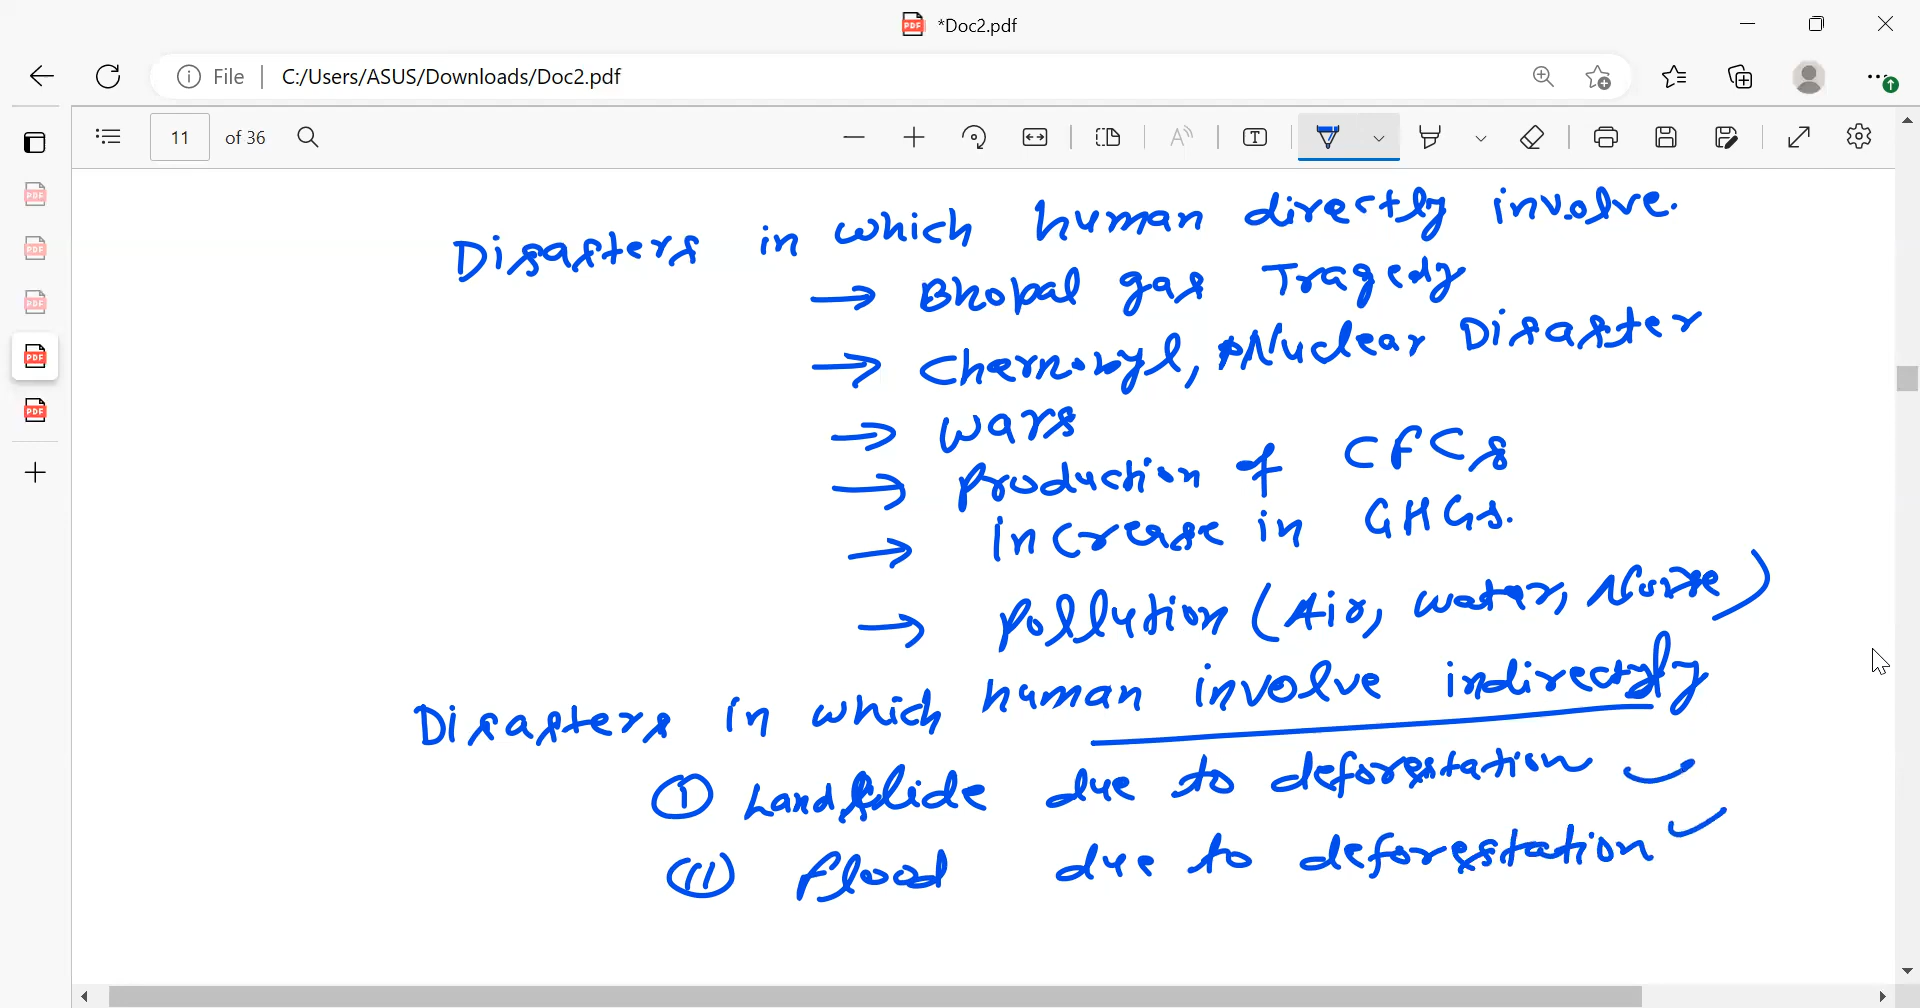 *Doc2.pdf
File C:/Users/ASUS/Downloads/Doc2.pdf
11 of 36
Disasters in which human directly involve.
→ Bhopal gas Tragedy
→ Chernobyl, Nuclear Disaster
→ Wars
→ Production of CFCs
→ Increase in GHGs.
→ Pollution (Air, Water, Noise)
Disasters in which human involve indirectly
(I) Landslide due to deforestation ✓
(II) Flood due to deforestation ✓